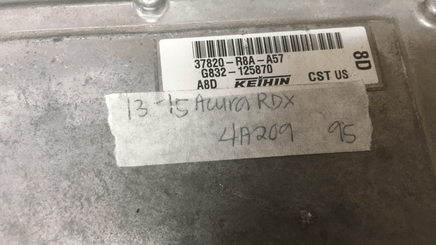 37820-R8A-A57
G832-125870
A8D KEIHIN CST US
8D
13-15 Acura RDX
4A209 95